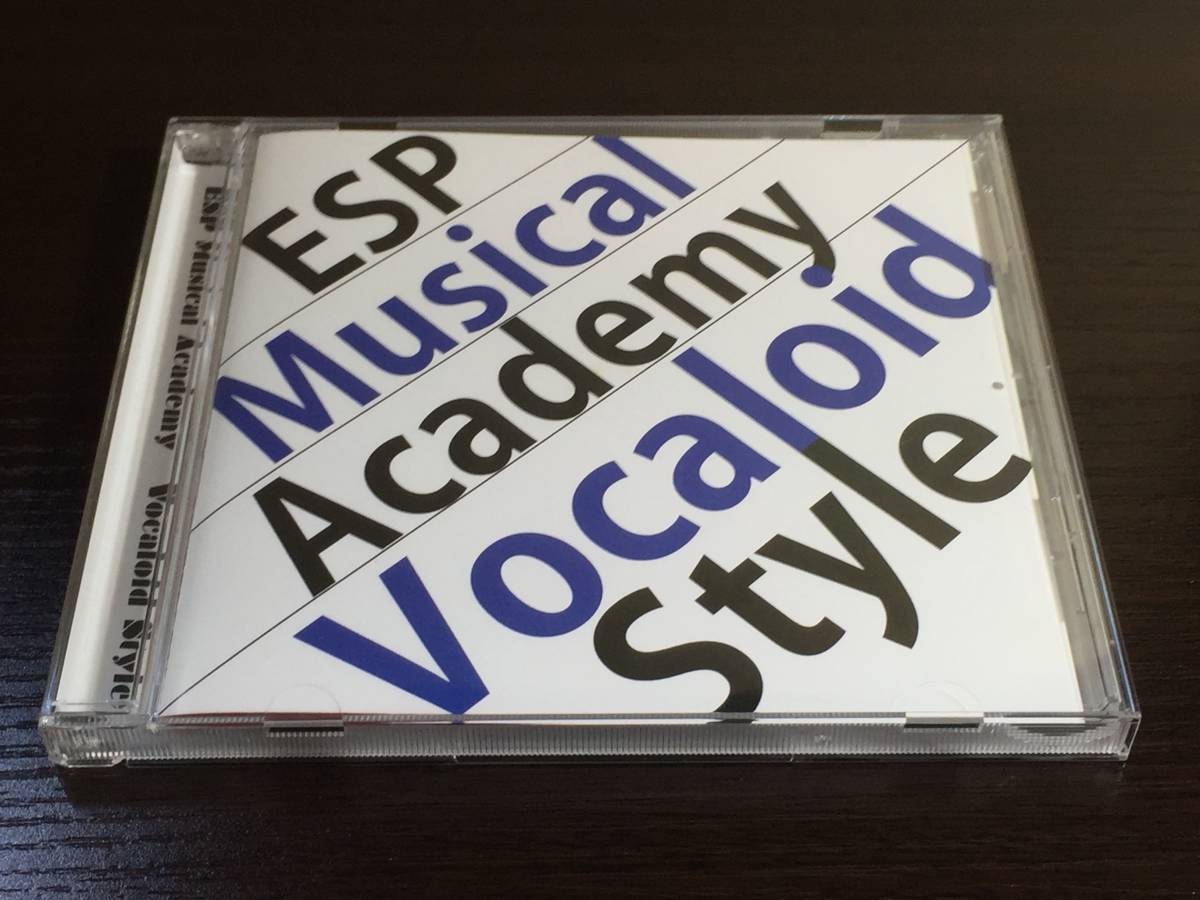 ESP
Musical
Academy
Vocaloid
Style
ESP Musical Academy Vocaloid Style